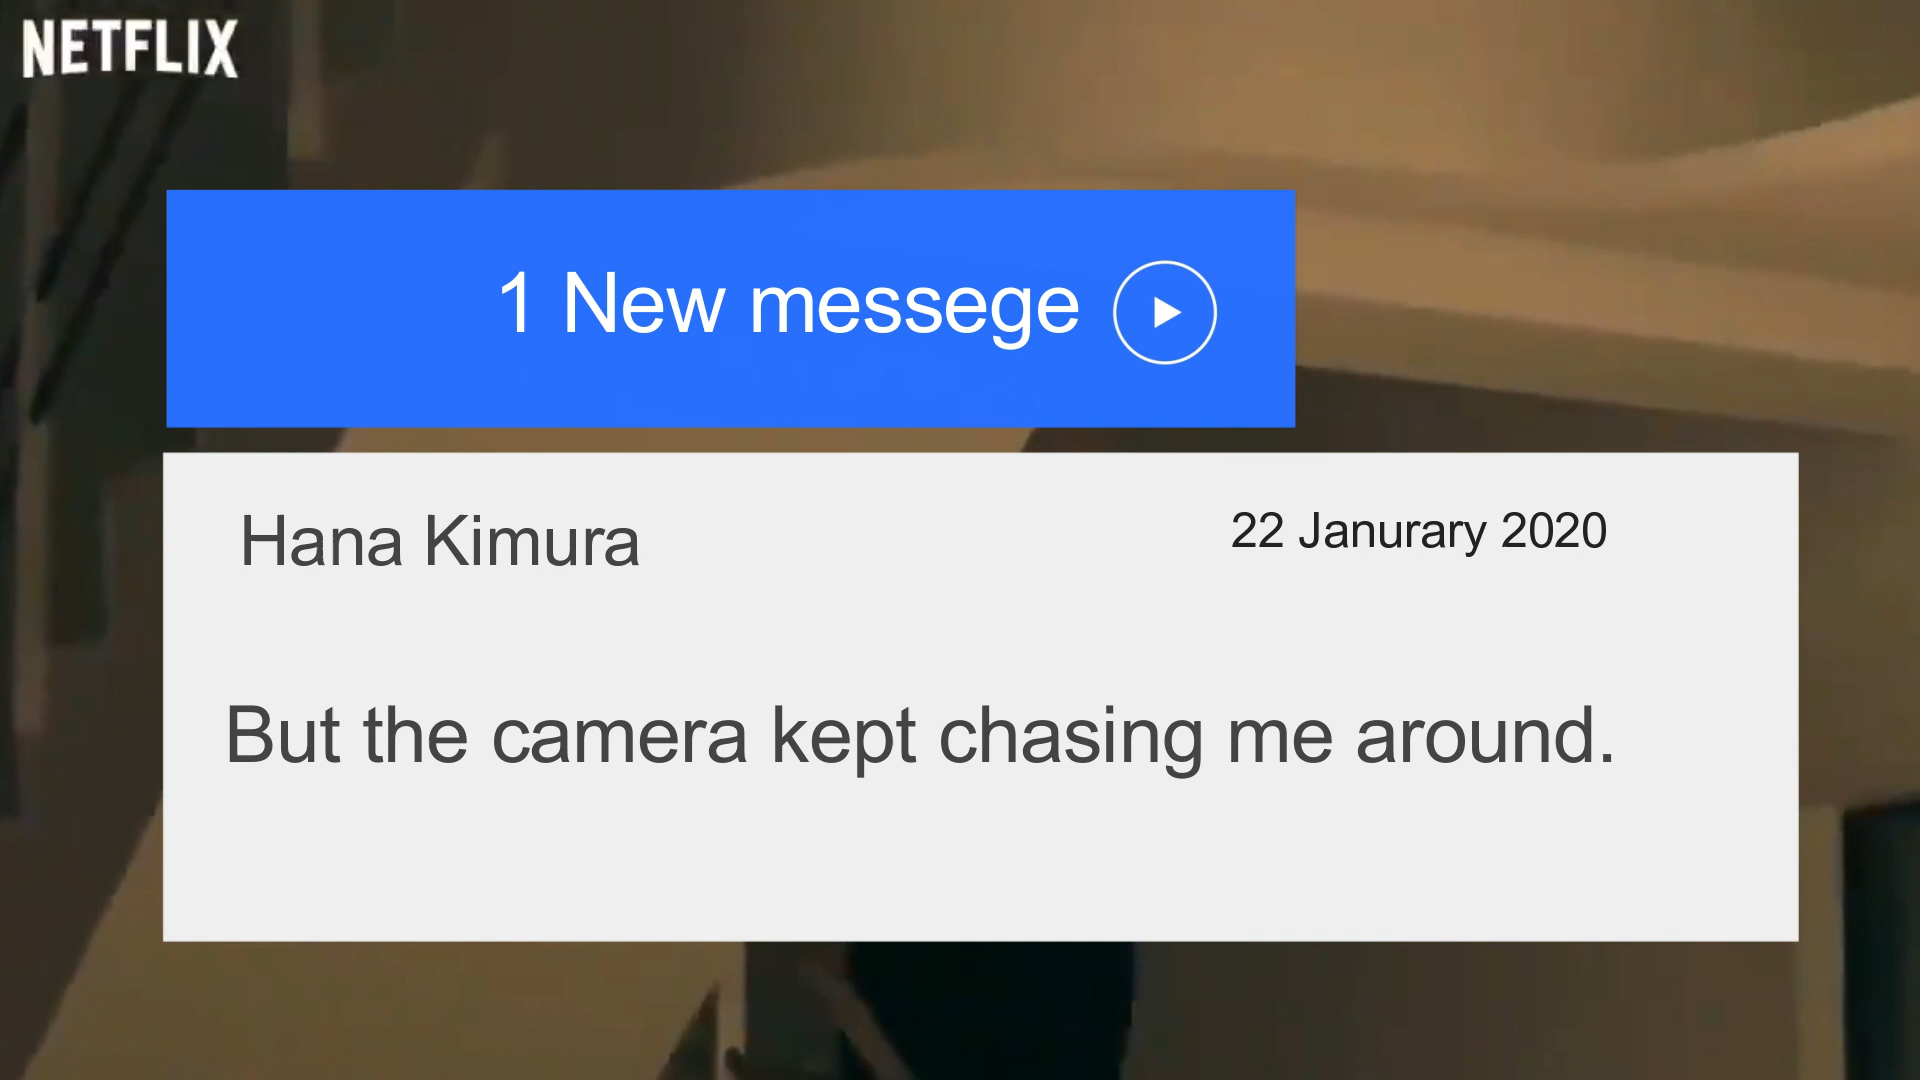 NETFLIX
1 New messege
Hana Kimura
22 Janurary 2020
But the camera kept chasing me around.